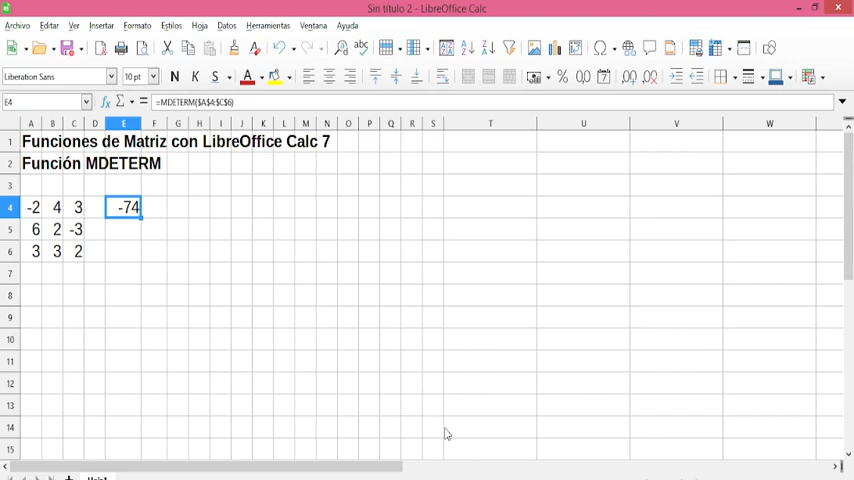 Sin título 2 - LibreOffice Calc
Archivo Editar Ver Insertar Formato Estilos Hoja Datos Herramientas Ventana Ayuda
Liberation Sans 10 pt N K S
E4 =MDETERM($A$4:$C$6)
A B C D E F G H I J K L M N O P Q R S T U V W
1 Funciones de Matriz con LibreOffice Calc 7
2 Función MDETERM
3
4 -2 4 3 -74
5 6 2 -3
6 3 3 2
7
8
9
10
11
12
13
14
15
Hoja1